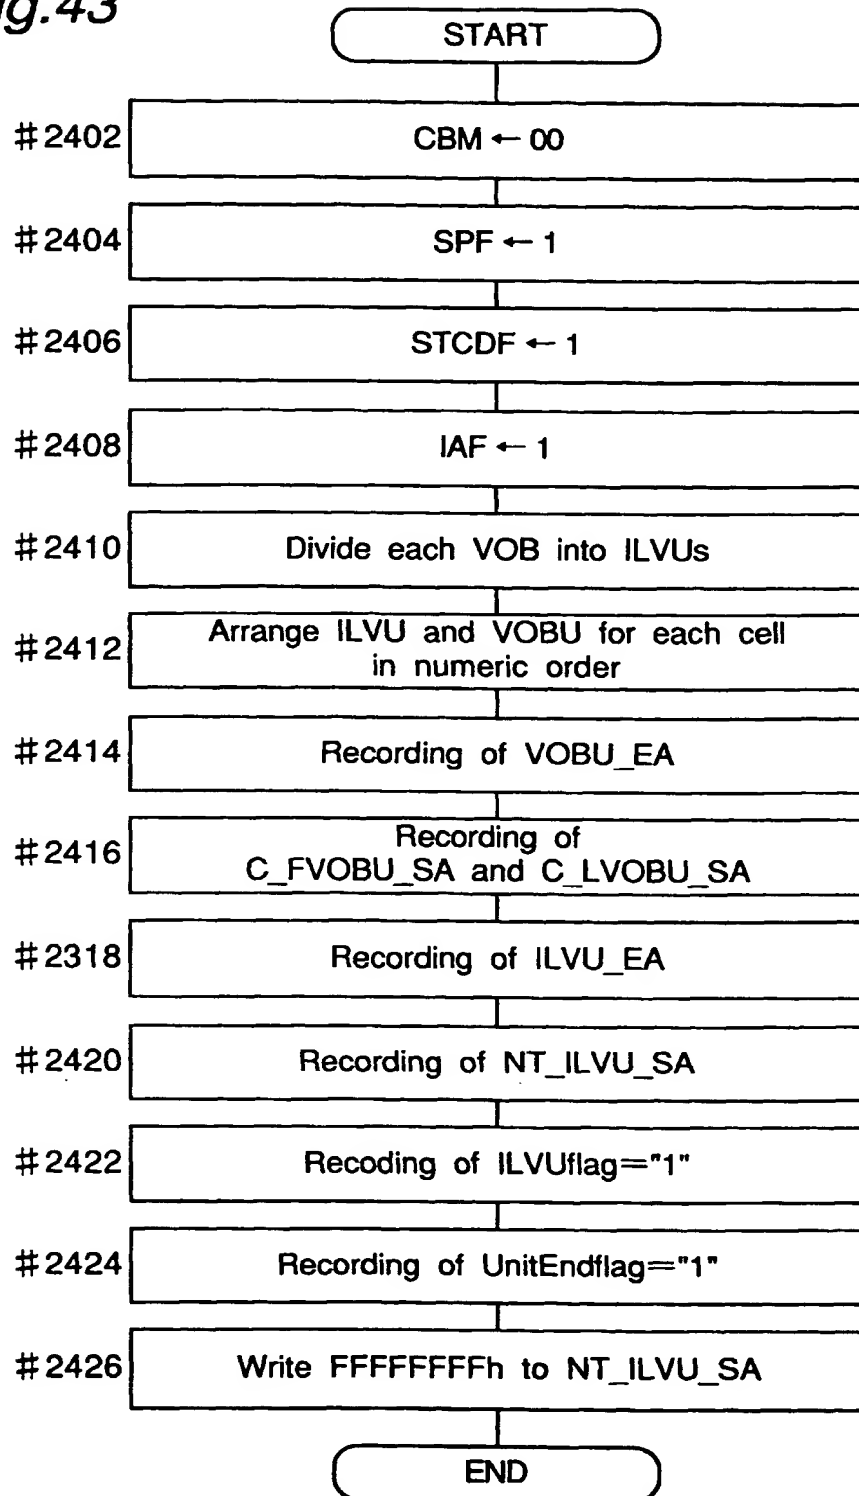 ig.43
START
#2402
CBM ← 00
#2404
SPF ← 1
#2406
STCDF ← 1
#2408
IAF ← 1
#2410
Divide each VOB into ILVUs
#2412
Arrange ILVU and VOBU for each cell
in numeric order
#2414
Recording of VOBU_EA
#2416
Recording of
C_FVOBU_SA and C_LVOBU_SA
#2318
Recording of ILVU_EA
#2420
Recording of NT_ILVU_SA
#2422
Recoding of ILVUflag="1"
#2424
Recording of UnitEndflag="1"
#2426
Write FFFFFFFFh to NT_ILVU_SA
END